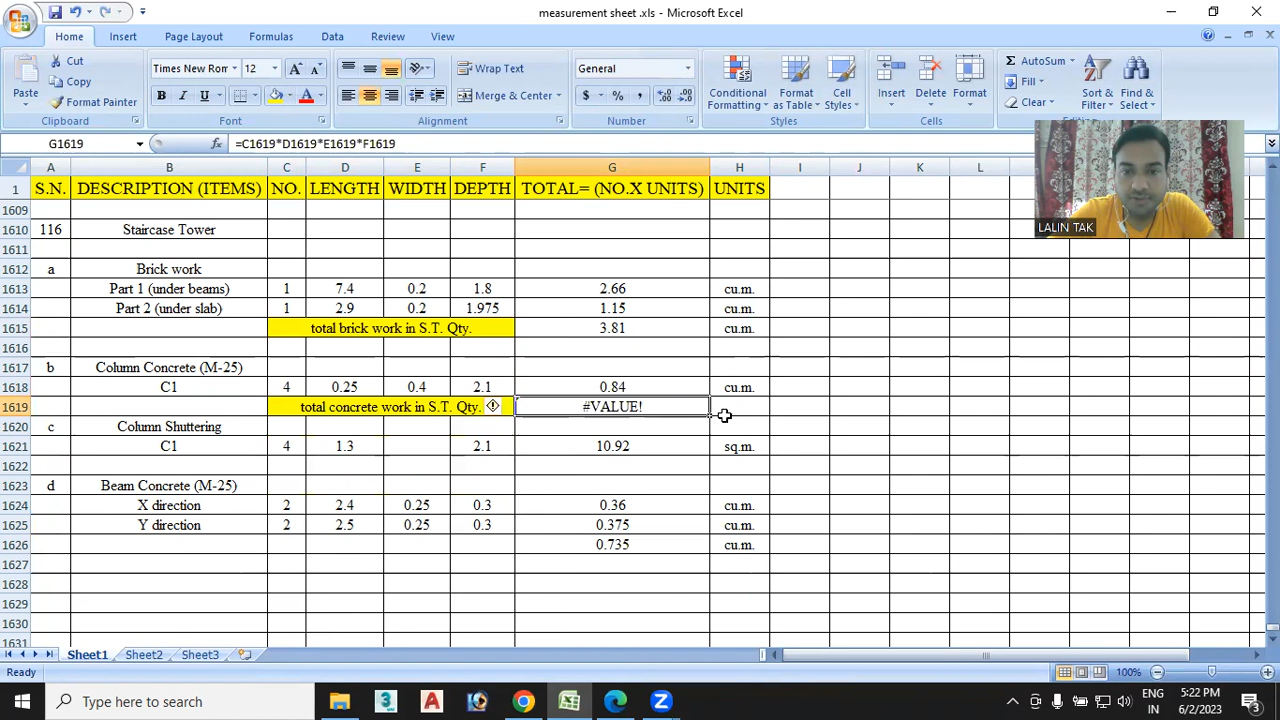 measurement sheet .xls - Microsoft Excel
Home Insert Page Layout Formulas Data Review View
Paste
Cut
Copy
Format Painter
Clipboard
Times New Ron 12
B I U
Font
Wrap Text
Merge & Center
Alignment
General
$ % ,
Number
Conditional Formatting
Format as Table
Cell Styles
Styles
Insert Delete Format
Cells
Σ AutoSum
Fill
Clear
Sort & Filter
Find & Select
Editing
G1619 fx =C1619*D1619*E1619*F1619
LALIN TAK
A B C D E F G H I J K L
1 S.N. DESCRIPTION (ITEMS) NO. LENGTH WIDTH DEPTH TOTAL= (NO.X UNITS) UNITS
1609
1610 116 Staircase Tower
1611
1612 a Brick work
1613 Part 1 (under beams) 1 7.4 0.2 1.8 2.66 cu.m.
1614 Part 2 (under slab) 1 2.9 0.2 1.975 1.15 cu.m.
1615 total brick work in S.T. Qty. 3.81 cu.m.
1616
1617 b Column Concrete (M-25)
1618 C1 4 0.25 0.4 2.1 0.84 cu.m.
1619 total concrete work in S.T. Qty. #VALUE!
1620 c Column Shuttering
1621 C1 4 1.3 2.1 10.92 sq.m.
1622
1623 d Beam Concrete (M-25)
1624 X direction 2 2.4 0.25 0.3 0.36 cu.m.
1625 Y direction 2 2.5 0.25 0.3 0.375 cu.m.
1626 0.735 cu.m.
1627
1628
1629
1630
1631
Sheet1 Sheet2 Sheet3
Ready 100%
Type here to search
ENG IN
5:22 PM
6/2/2023
3